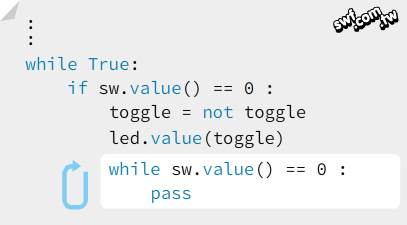 swf.com.tw
⋮
while True:
    if sw.value() == 0 :
        toggle = not toggle
        led.value(toggle)
        while sw.value() == 0 :
            pass